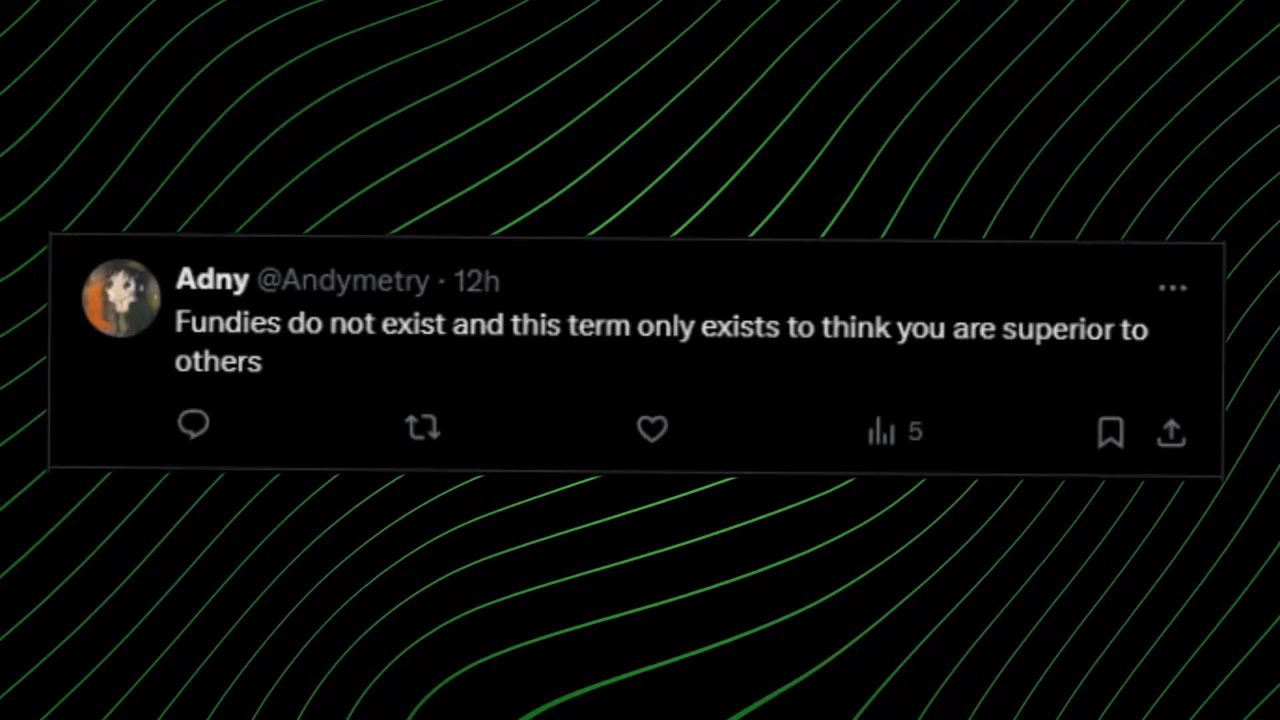 Adny @Andymetry · 12h
Fundies do not exist and this term only exists to think you are superior to
others
5